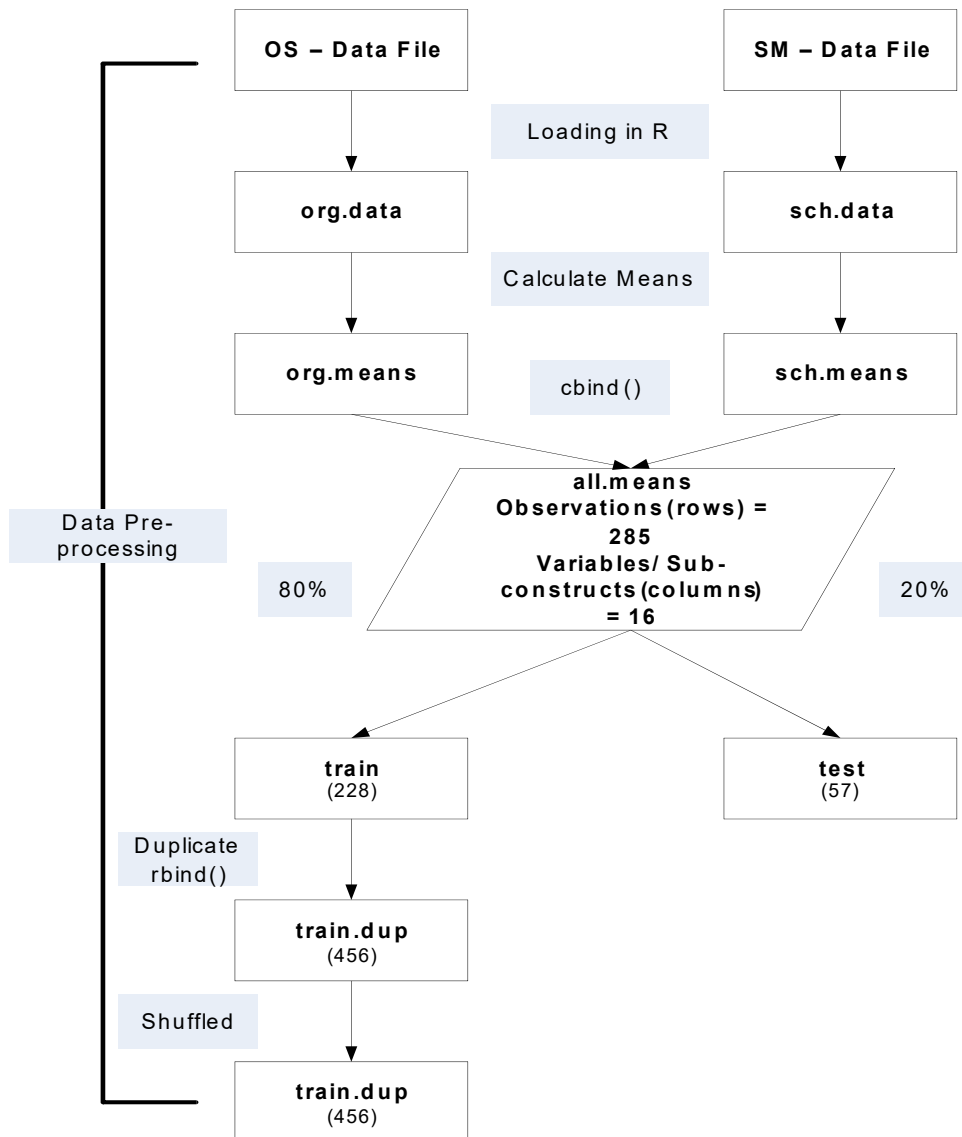 OS – Data File
SM – Data File
Loading in R
org.data
sch.data
Calculate Means
org.means
sch.means
cbind()
all.means
Observations(rows) =
285
Variables/ Sub-
constructs(columns)
= 16
Data Pre-
processing
80%
20%
train
(228)
test
(57)
Duplicate
rbind()
train.dup
(456)
Shuffled
train.dup
(456)